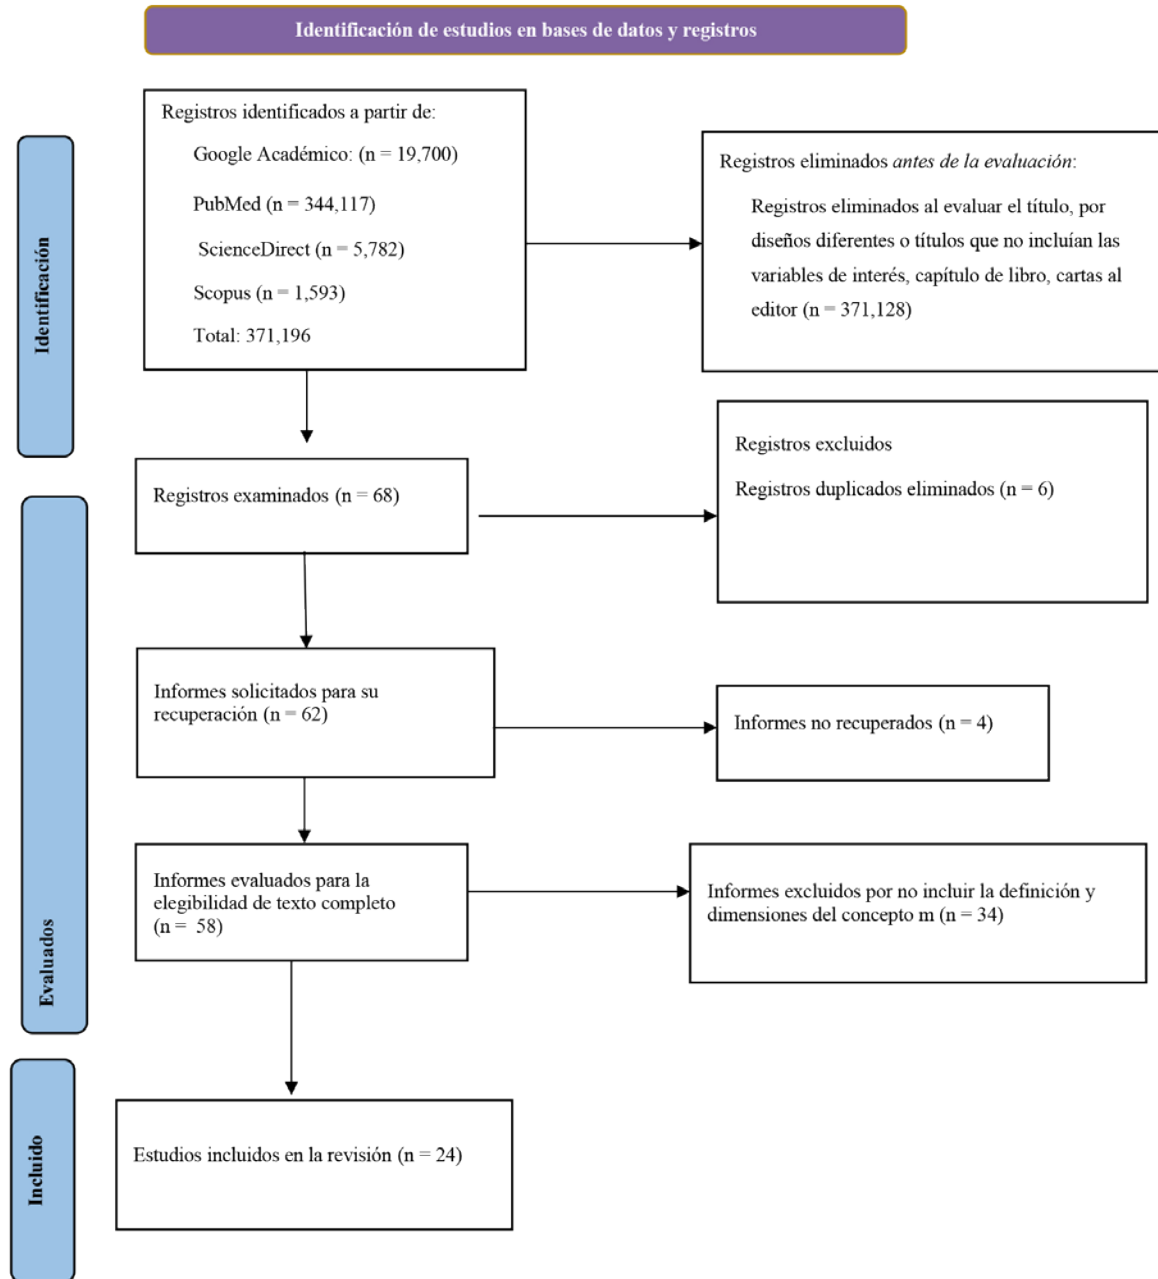 Identificación de estudios en bases de datos y registros
Identificación
Registros identificados a partir de:
Google Académico: (n = 19,700)
PubMed (n = 344,117)
ScienceDirect (n = 5,782)
Scopus (n = 1,593)
Total: 371,196
Registros eliminados antes de la evaluación:
Registros eliminados al evaluar el título, por
diseños diferentes o títulos que no incluían las
variables de interés, capítulo de libro, cartas al
editor (n = 371,128)
Evaluados
Registros examinados (n = 68)
Registros excluidos
Registros duplicados eliminados (n = 6)
Informes solicitados para su
recuperación (n = 62)
Informes no recuperados (n = 4)
Informes evaluados para la
elegibilidad de texto completo
(n = 58)
Informes excluidos por no incluir la definición y
dimensiones del concepto m (n = 34)
Incluido
Estudios incluidos en la revisión (n = 24)